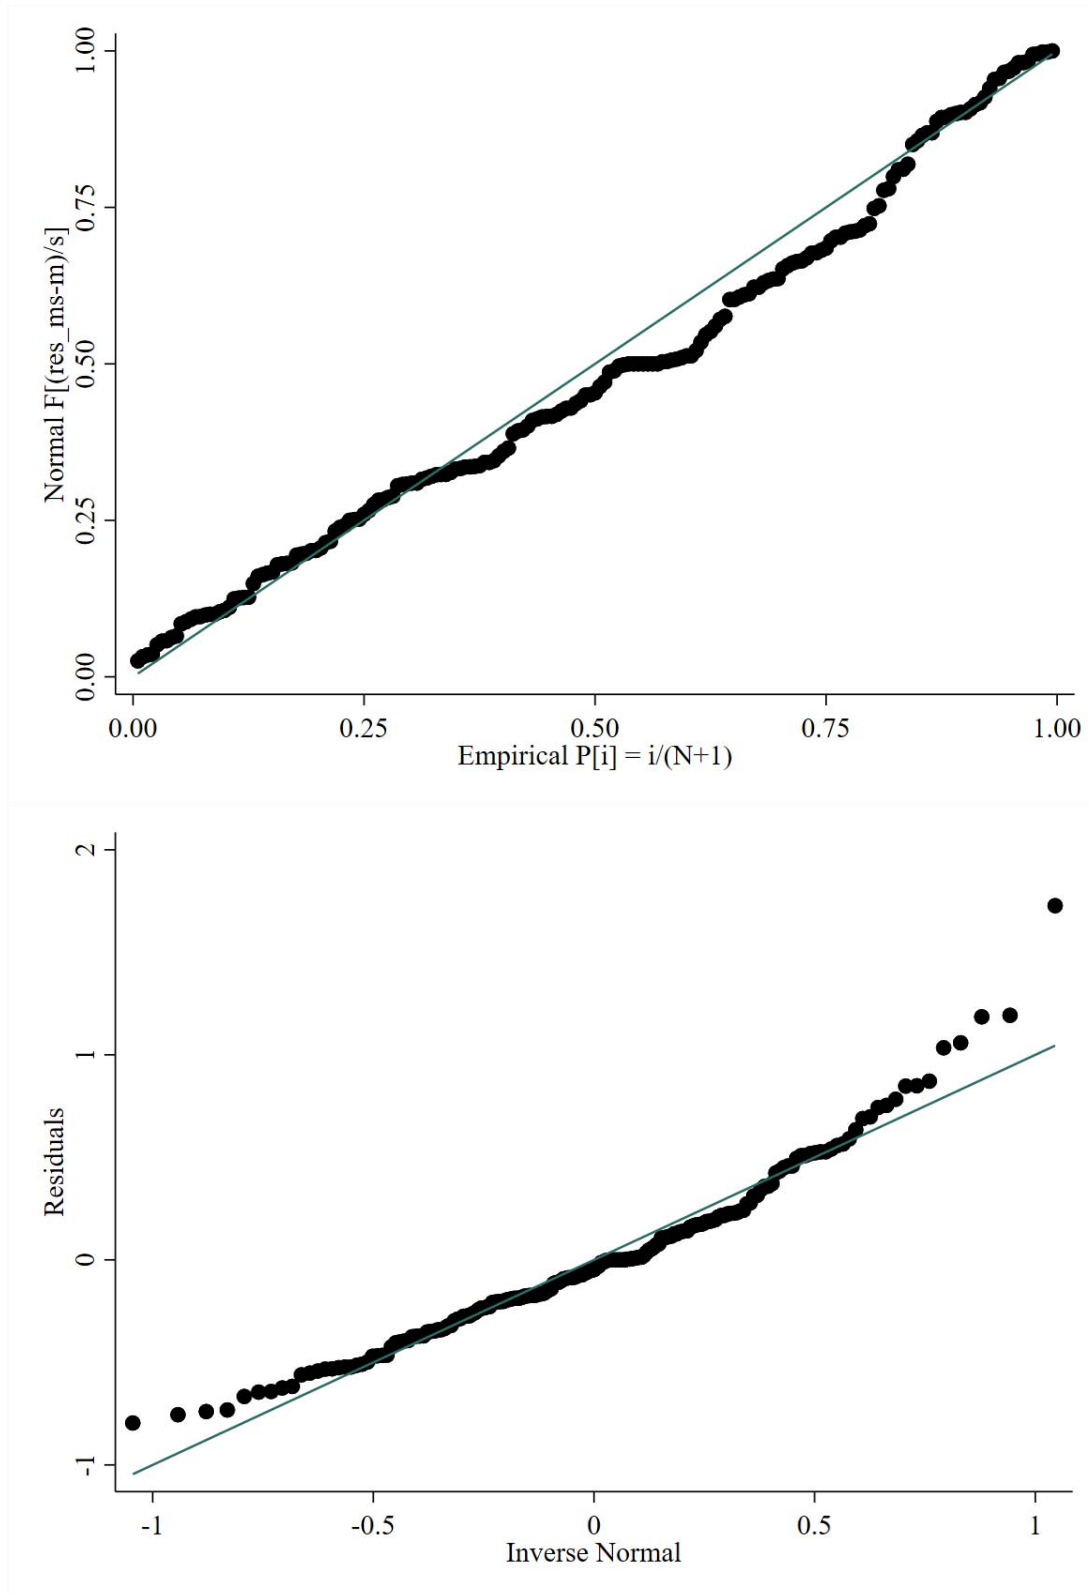 Normal F[(res_ms-m)/s]
1.00
0.75
0.50
0.25
0.00
0.00 0.25 0.50 0.75 1.00
Empirical P[i] = i/(N+1)
Residuals
2
1
0
-1
-1 -0.5 0 0.5 1
Inverse Normal